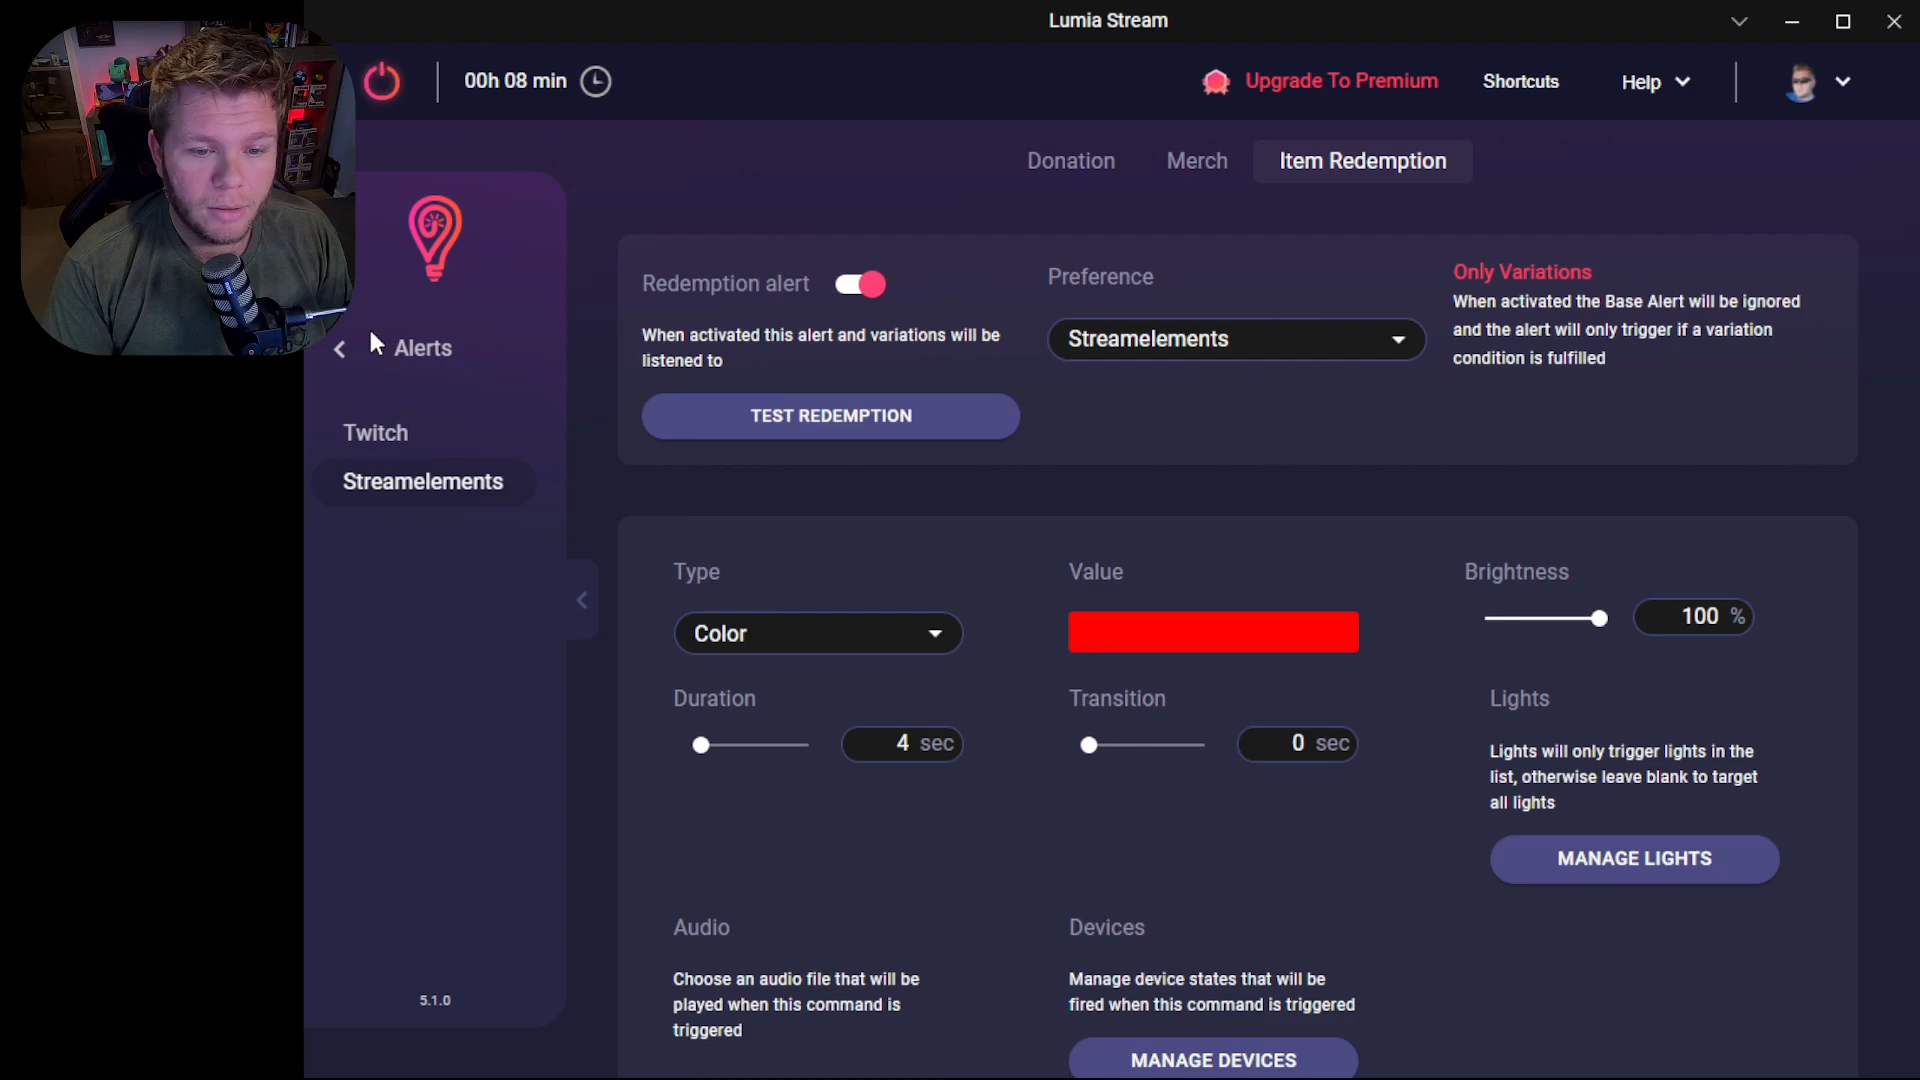 Lumia Stream
00h 08 min
Upgrade To Premium
Shortcuts
Help
Donation
Merch
Item Redemption
Alerts
Twitch
Streamelements
5.1.0
Redemption alert
When activated this alert and variations will be
listened to
TEST REDEMPTION
Preference
Streamelements
Only Variations
When activated the Base Alert will be ignored
and the alert will only trigger if a variation
condition is fulfilled
Type
Color
Value
Brightness
100 %
Duration
4 sec
Transition
0 sec
Lights
Lights will only trigger lights in the
list, otherwise leave blank to target
all lights
MANAGE LIGHTS
Audio
Choose an audio file that will be
played when this command is
triggered
Devices
Manage device states that will be
fired when this command is triggered
MANAGE DEVICES